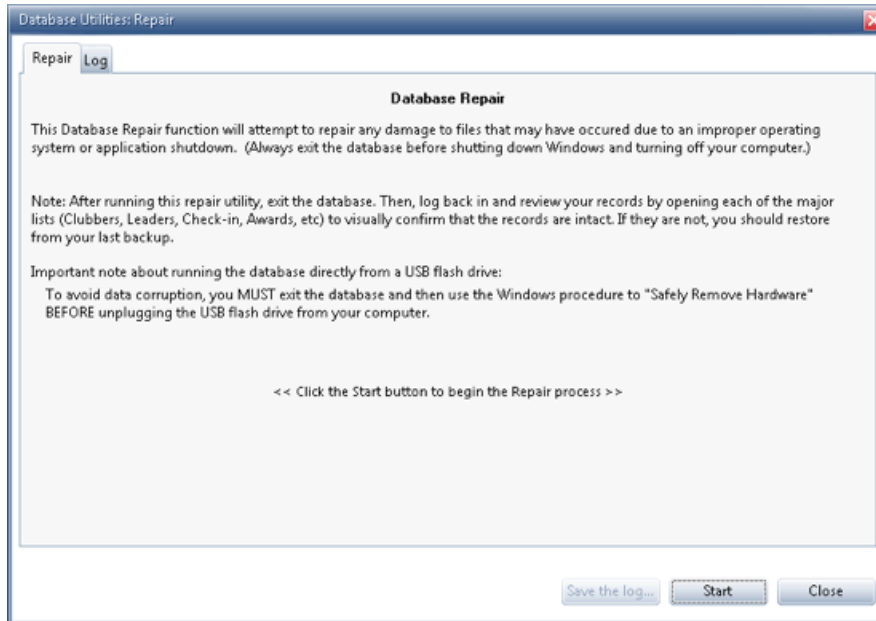 Database Utilities: Repair
Repair Log
Database Repair
This Database Repair function will attempt to repair any damage to files that may have occured due to an improper operating
system or application shutdown. (Always exit the database before shutting down Windows and turning off your computer.)
Note: After running this repair utility, exit the database. Then, log back in and review your records by opening each of the major
lists (Clubbers, Leaders, Check-in, Awards, etc) to visually confirm that the records are intact. If they are not, you should restore
from your last backup.
Important note about running the database directly from a USB flash drive:
To avoid data corruption, you MUST exit the database and then use the Windows procedure to "Safely Remove Hardware"
BEFORE unplugging the USB flash drive from your computer.
<< Click the Start button to begin the Repair process >>
Save the log... Start Close